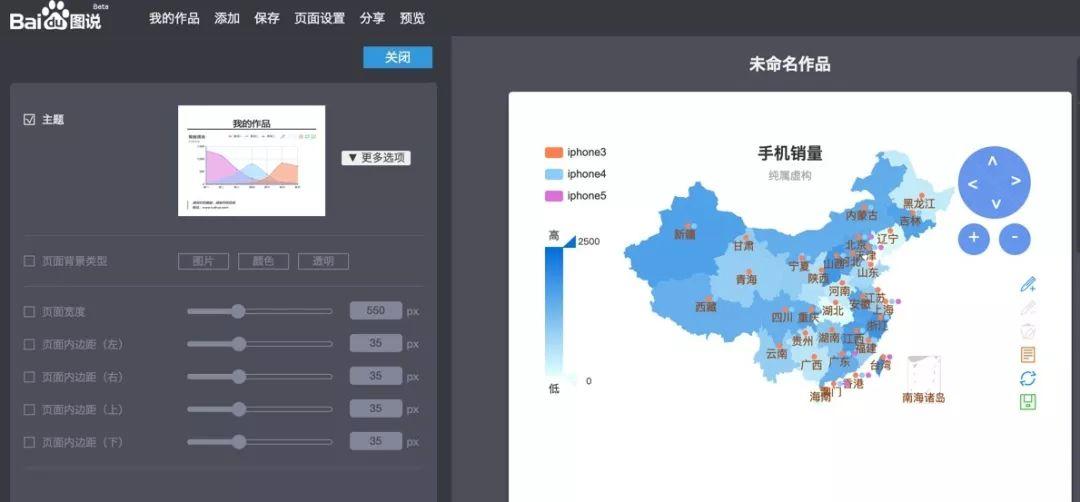 Baidu图说 Beta
我的作品 添加 保存 页面设置 分享 预览
关闭
主题
我的作品
▼ 更多选项
页面背景类型 图片 颜色 透明
页面宽度 550 px
页面内边距（左） 35 px
页面内边距（右） 35 px
页面内边距（上） 35 px
页面内边距（下） 35 px
未命名作品
iphone3
iphone4
iphone5
手机销量
纯属虚构
高
2500
0
低
黑龙江
内蒙古
吉林
新疆
辽宁
甘肃
北京
天津
宁夏
山西
河北
山东
青海
陕西
河南
江苏
西藏
安徽
上海
湖北
四川
重庆
浙江
湖南
江西
贵州
福建
云南
广西
广东
台湾
香港
澳门
海南
南海诸岛
+
-